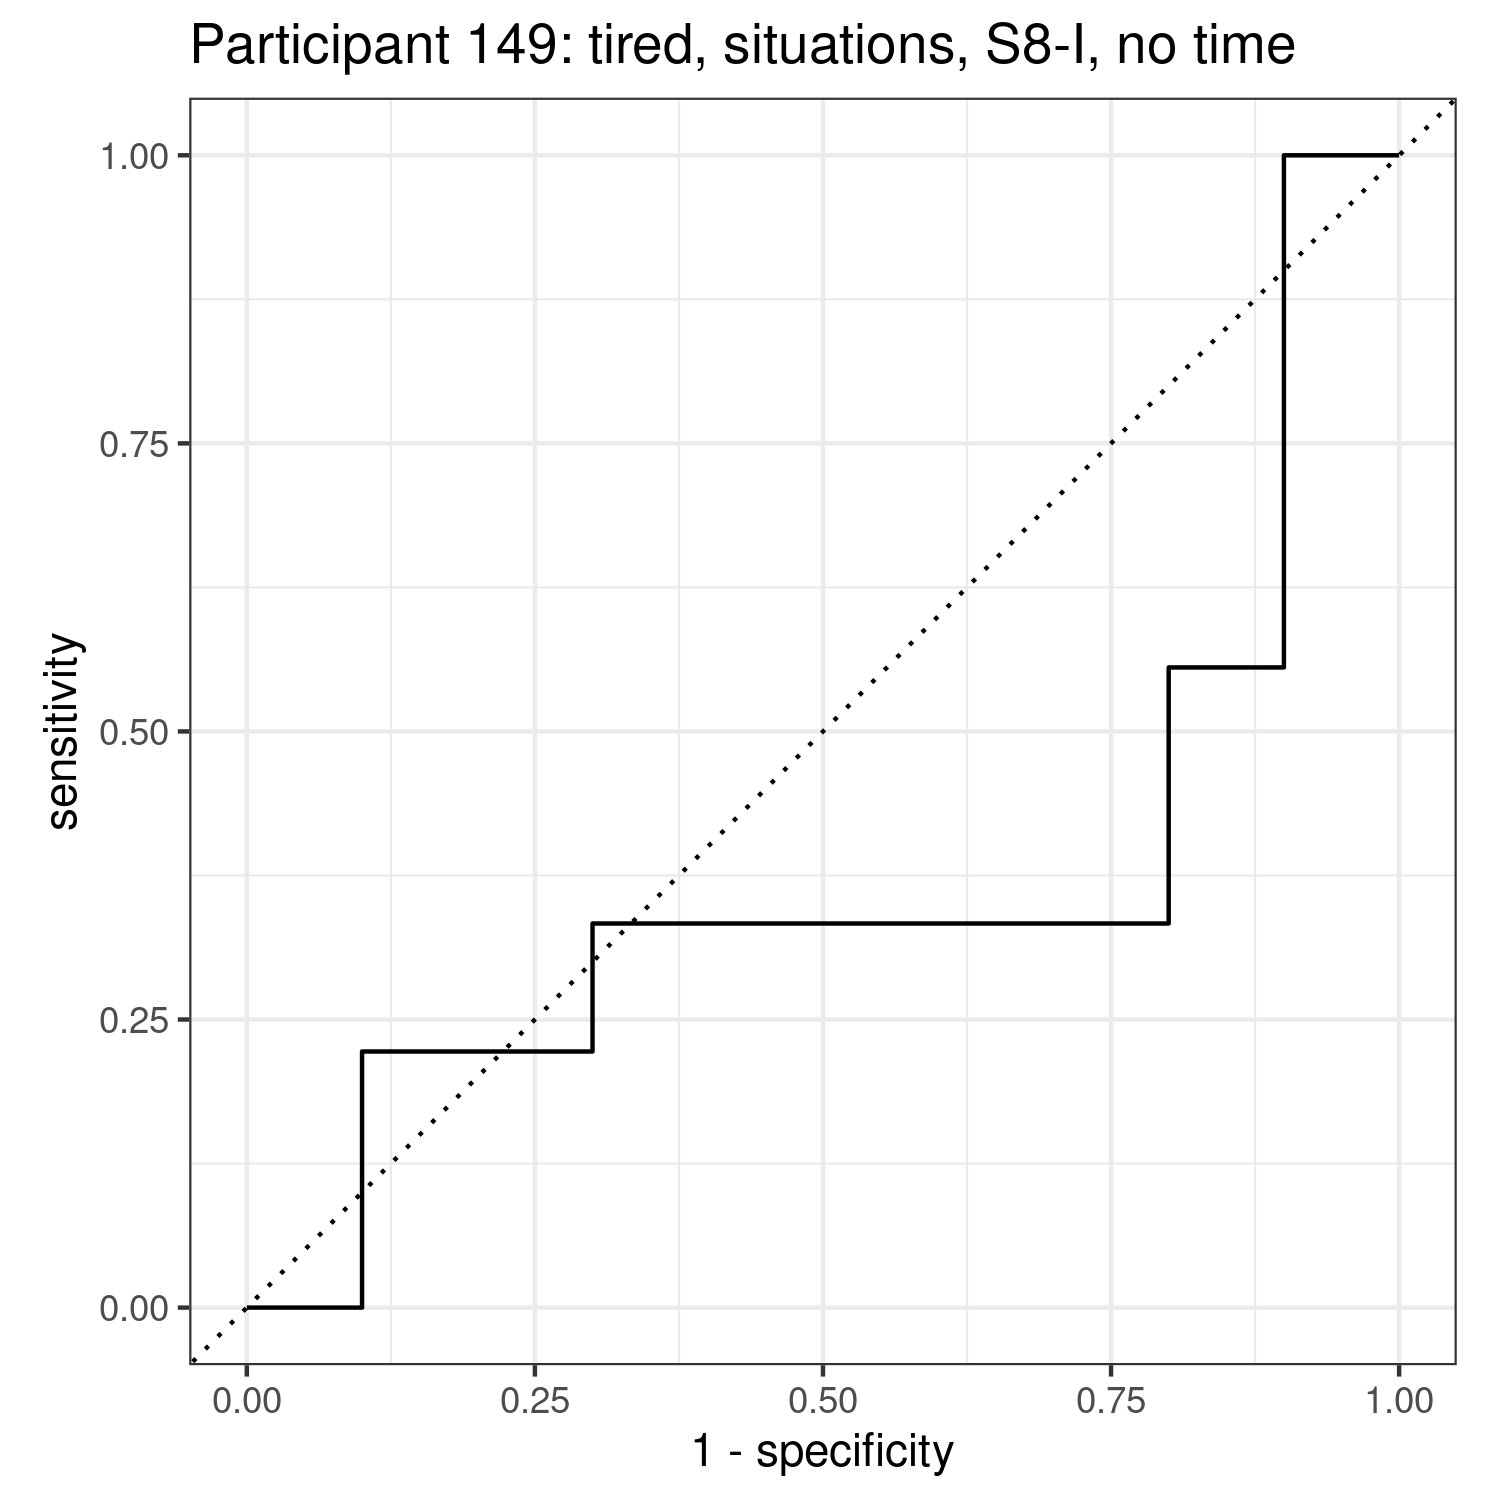 Participant 149: tired, situations, S8-I, no time
1.00
0.75
0.50
0.25
0.00
sensitivity
0.00 0.25 0.50 0.75 1.00
1 - specificity